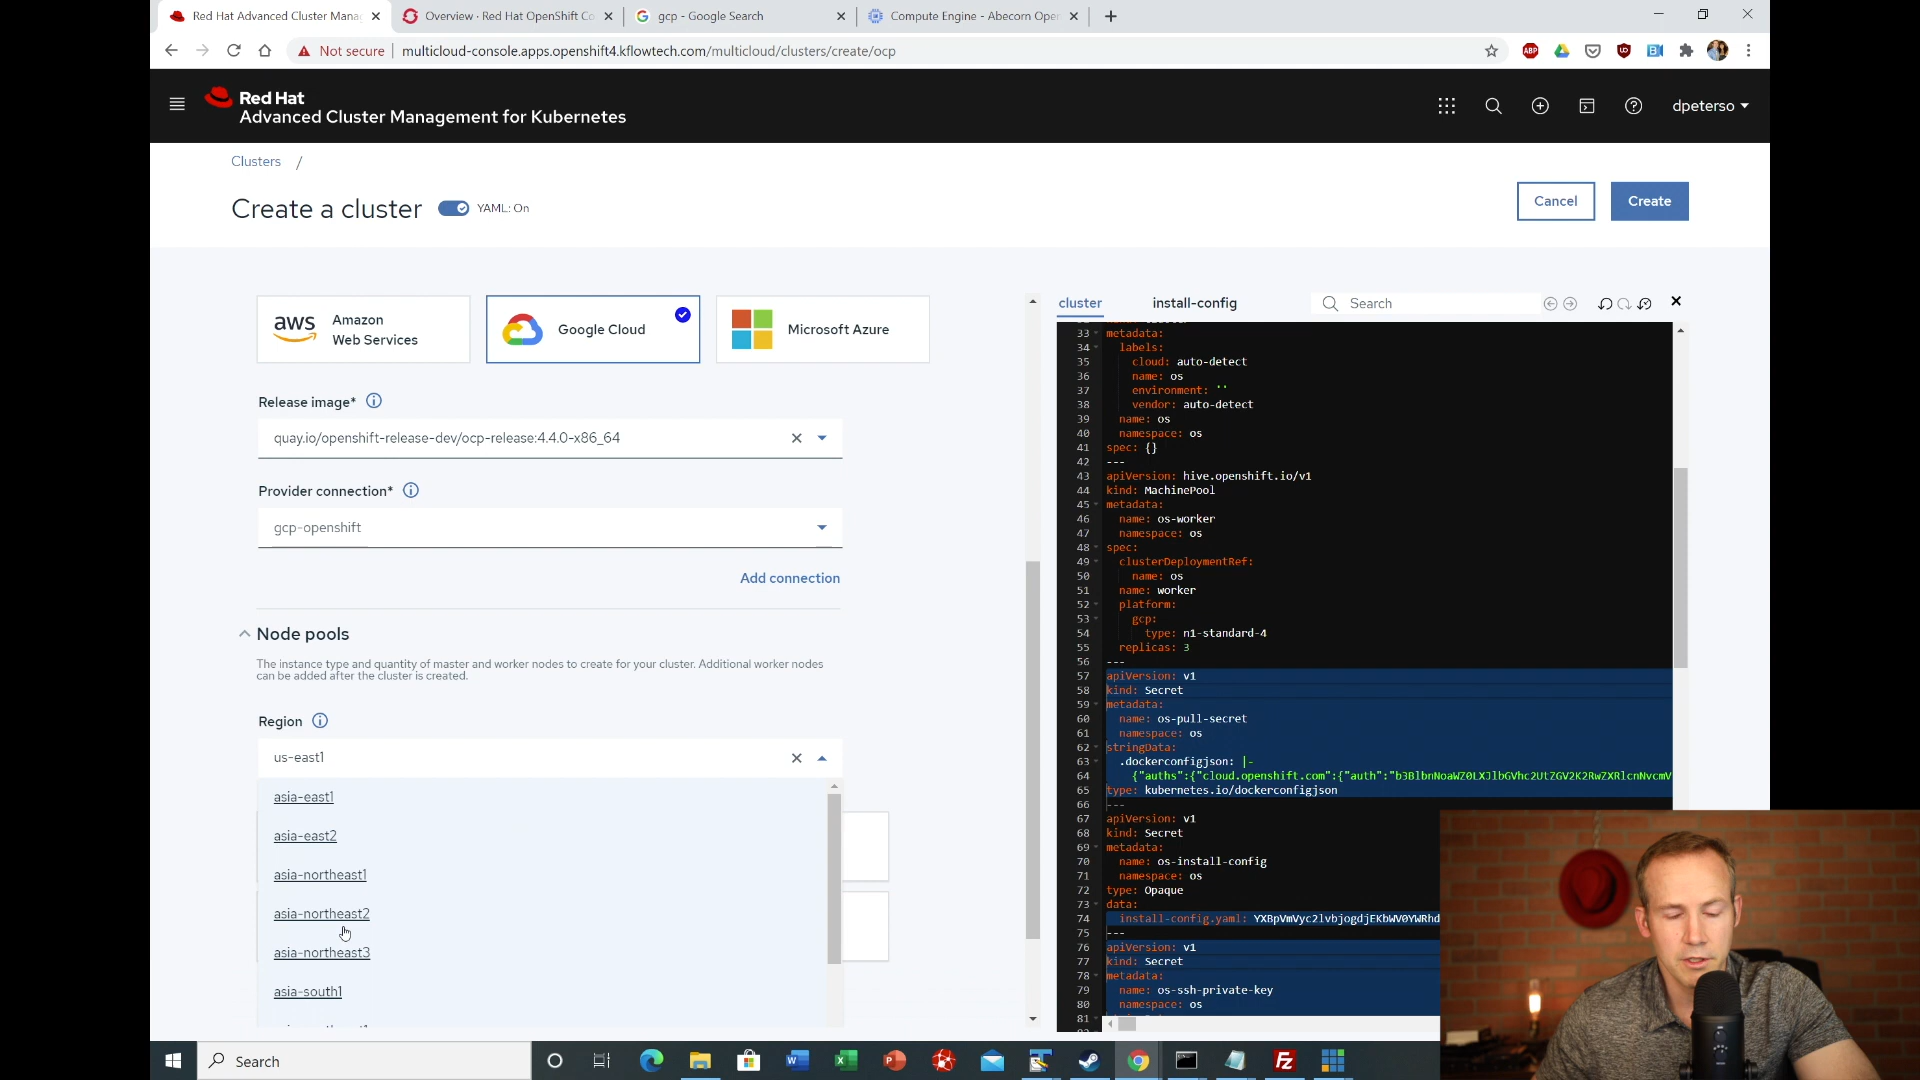 Red Hat Advanced Cluster Mana
Overview · Red Hat OpenShift Co
gcp - Google Search
Compute Engine - Abecorn Oper
Not secure
multicloud-console.apps.openshift4.kflowtech.com/multicloud/clusters/create/ocp
ABP
Red Hat
Advanced Cluster Management for Kubernetes
dpeterso
Clusters /
Create a cluster
YAML: On
Cancel
Create
aws
Amazon
Web Services
Google Cloud
Microsoft Azure
Release image*
quay.io/openshift-release-dev/ocp-release:4.4.0-x86_64
Provider connection*
gcp-openshift
Add connection
Node pools
The instance type and quantity of master and worker nodes to create for your cluster. Additional worker nodes
can be added after the cluster is created.
Region
us-east1
asia-east1
asia-east2
asia-northeast1
asia-northeast2
asia-northeast3
asia-south1
cluster
install-config
Search
33 metadata:
34 labels:
35 cloud: auto-detect
36 name: os
37 environment: ''
38 vendor: auto-detect
39 name: os
40 namespace: os
41 spec: {}
42 ---
43 apiVersion: hive.openshift.io/v1
44 kind: MachinePool
45 metadata:
46 name: os-worker
47 namespace: os
48 spec:
49 clusterDeploymentRef:
50 name: os
51 name: worker
52 platform:
53 gcp:
54 type: n1-standard-4
55 replicas: 3
56 ---
57 apiVersion: v1
58 kind: Secret
59 metadata:
60 name: os-pull-secret
61 namespace: os
62 stringData:
63 .dockerconfigjson: |-
64 {"auths":{"cloud.openshift.com":{"auth":
65 type: kubernetes.io/dockerconfigjson
66 ---
67 apiVersion: v1
68 kind: Secret
69 metadata:
70 name: os-install-config
71 namespace: os
72 type: Opaque
73 data:
74 install-config.yaml:
75 ---
76 apiVersion: v1
77 kind: Secret
78 metadata:
79 name: os-ssh-private-key
80 namespace: os
81
Search